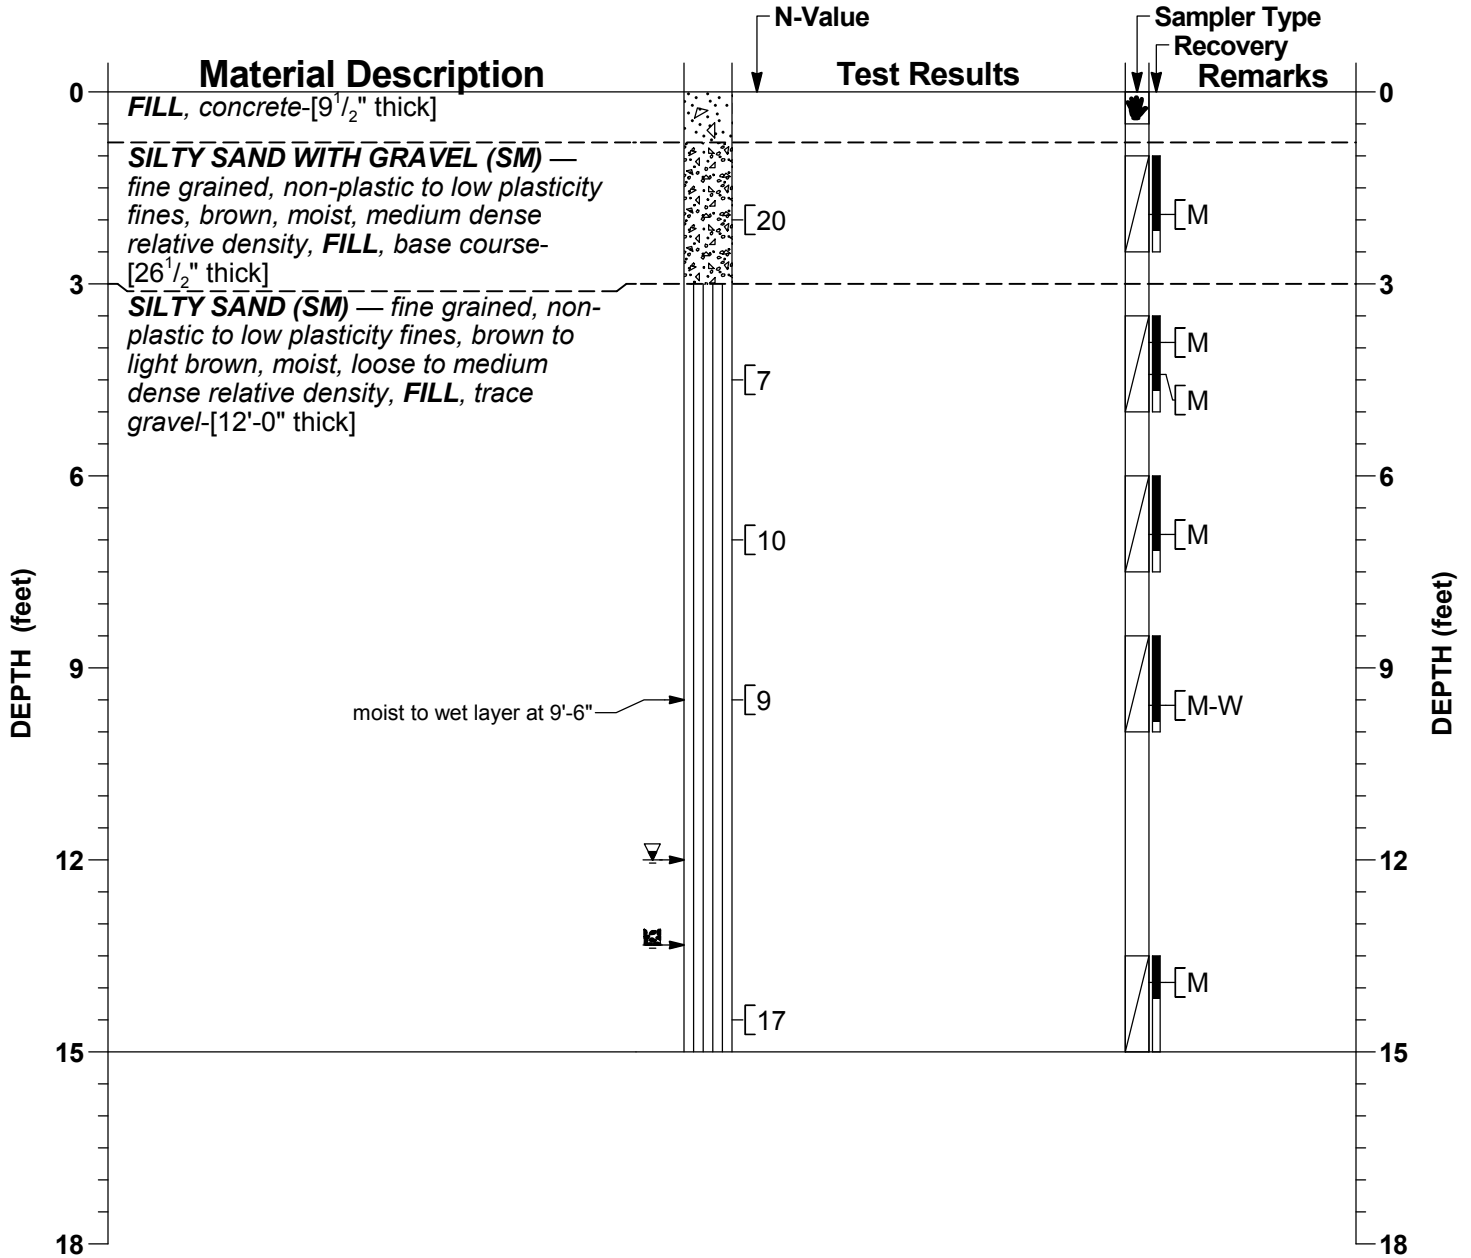 N-Value
Sampler Type
Recovery
Material Description
Test Results
Remarks
0
0
FILL, concrete-[9 1/2" thick]
SILTY SAND WITH GRAVEL (SM) —
fine grained, non-plastic to low plasticity
fines, brown, moist, medium dense
relative density, FILL, base course-
[26 1/2" thick]
20
M
3
3
SILTY SAND (SM) — fine grained, non-
plastic to low plasticity fines, brown to
light brown, moist, loose to medium
dense relative density, FILL, trace
gravel-[12'-0" thick]
M
7
M
6
6
10
M
DEPTH (feet)
DEPTH (feet)
9
9
moist to wet layer at 9'-6"
9
M-W
12
12
M
17
15
15
18
18